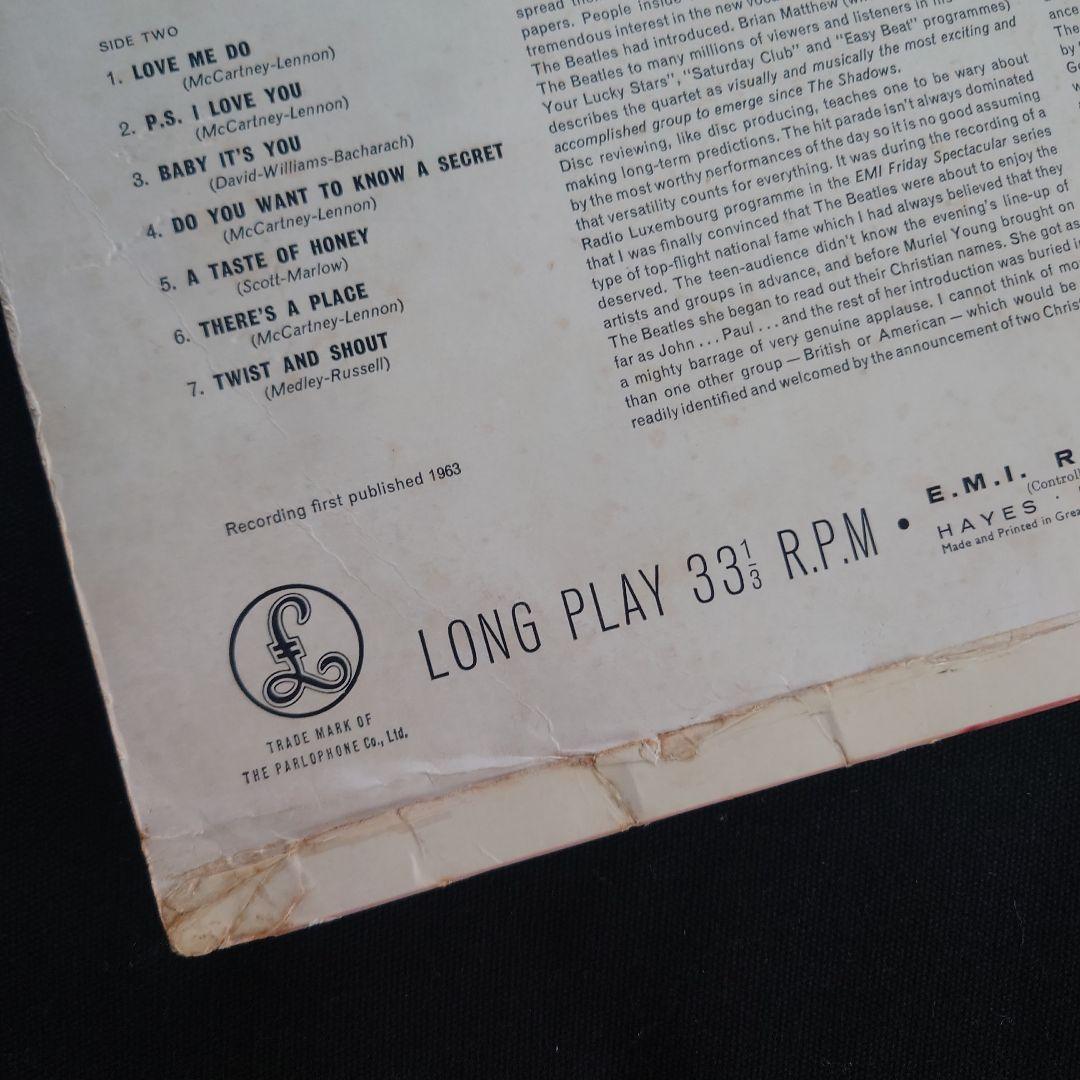 SIDE TWO
1. LOVE ME DO
(McCartney-Lennon)
2. P.S. I LOVE YOU
(McCartney-Lennon)
3. BABY IT'S YOU
(David-Williams-Bacharach)
4. DO YOU WANT TO KNOW A SECRET
(McCartney-Lennon)
5. A TASTE OF HONEY
(Scott-Marlow)
6. THERE'S A PLACE
(McCartney-Lennon)
7. TWIST AND SHOUT
(Medley-Russell)
Recording first published 1963
spread
papers. People inside
tremendous interest in the new
The Beatles had introduced. Brian Matthew
The Beatles to many millions of viewers and listeners in his
Your Lucky Stars", "Saturday Club" and "Easy Beat" programmes)
describes the quartet as visually and musically the most exciting and
accomplished group to emerge since The Shadows.
Disc reviewing, like disc producing, teaches one to be wary about
making long-term predictions. The hit parade isn't always dominated
by the most worthy performances of the day so it is no good assuming
that versatility counts for everything. It was during the recording of a
Radio Luxembourg programme in the EMI Friday Spectacular series
that I was finally convinced that The Beatles were about to enjoy the
type of top-flight national fame which I had always believed that they
deserved. The teen-audience didn't know the evening's line-up of
artists and groups in advance, and before Muriel Young brought on
The Beatles she began to read out their Christian names. She got as
far as John . . . Paul . . . and the rest of her introduction was buried in
a mighty barrage of very genuine applause. I cannot think of
than one other group — British or American — which would be
readily identified and welcomed by the announcement of two
The
by
£
TRADE MARK OF
THE PARLOPHONE Co., Ltd.
LONG PLAY 33⅓ R.P.M • E.M.I. R
HAYES ·
Made and Printed in